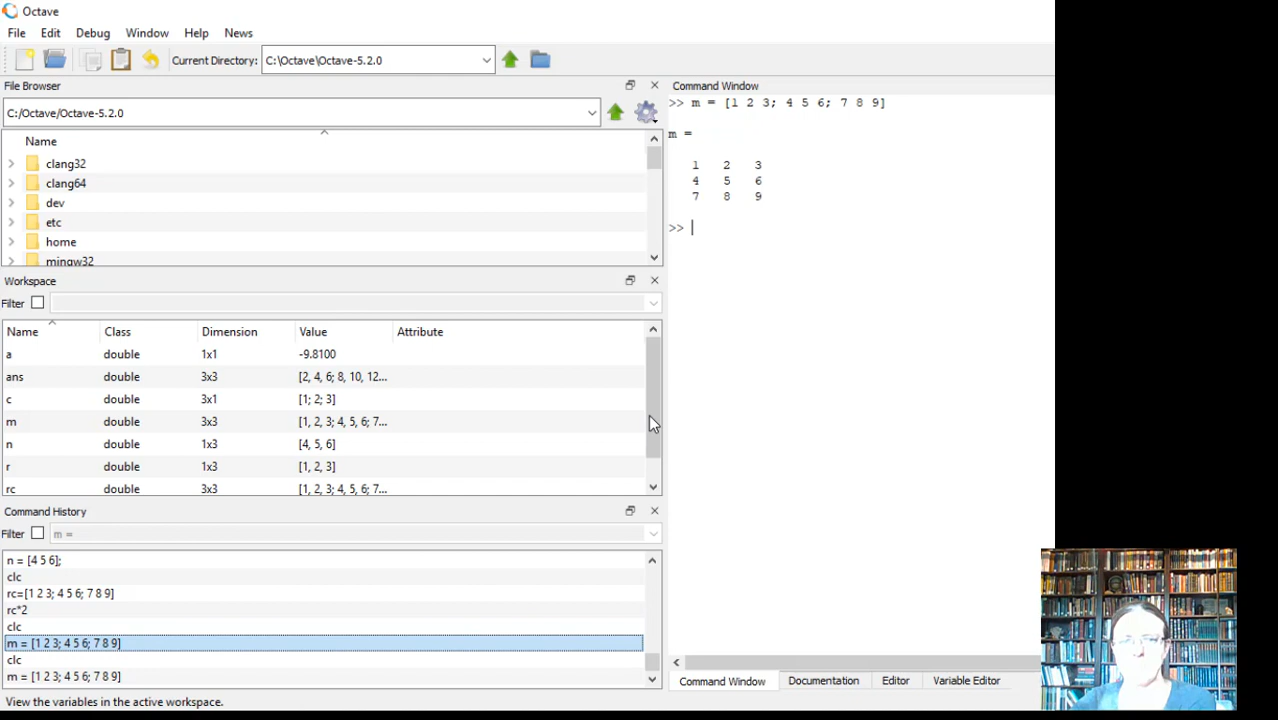 Octave
File Edit Debug Window Help News
Current Directory: C:\Octave\Octave-5.2.0
File Browser
C:/Octave/Octave-5.2.0
Name
clang32
clang64
dev
etc
home
mingw32
Workspace
Filter
Name Class Dimension Value Attribute
a double 1x1 -9.8100
ans double 3x3 [2, 4, 6; 8, 10, 12...
c double 3x1 [1; 2; 3]
m double 3x3 [1, 2, 3; 4, 5, 6; 7...
n double 1x3 [4, 5, 6]
r double 1x3 [1, 2, 3]
rc double 3x3 [1, 2, 3; 4, 5, 6; 7...
Command History
Filter m =
n = [4 5 6];
clc
rc=[1 2 3; 4 5 6; 7 8 9]
rc*2
clc
m = [1 2 3; 4 5 6; 7 8 9]
clc
m = [1 2 3; 4 5 6; 7 8 9]
View the variables in the active workspace.
Command Window
>> m = [1 2 3; 4 5 6; 7 8 9]
m =
1 2 3
4 5 6
7 8 9
>>
Command Window Documentation Editor Variable Editor